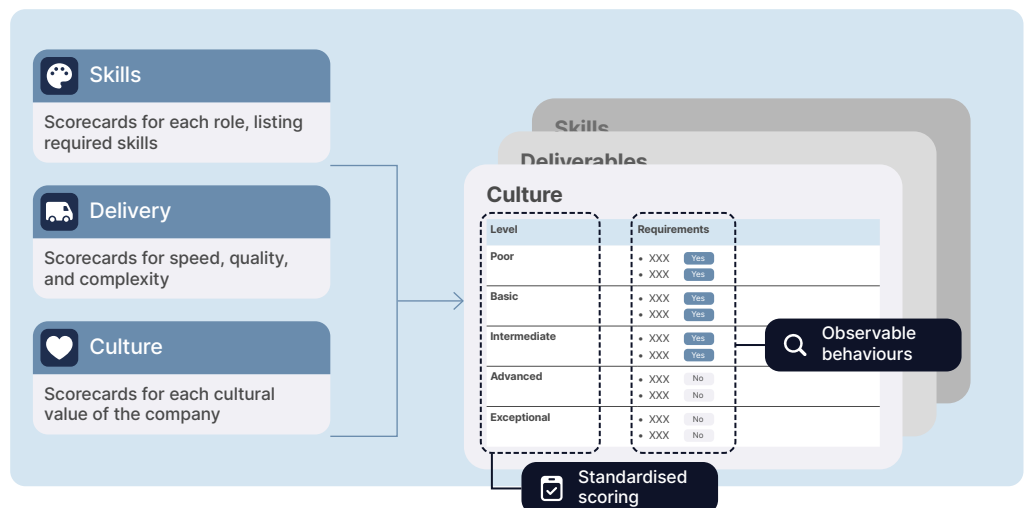 Skills
Scorecards for each role, listing
required skills
Delivery
Scorecards for speed, quality,
and complexity
Culture
Scorecards for each cultural
value of the company
Skills
Deliverables
Culture
Level Requirements
Poor • XXX Yes
• XXX Yes
Basic • XXX Yes
• XXX Yes
Intermediate • XXX Yes
• XXX Yes
Advanced • XXX No
• XXX No
Exceptional • XXX No
• XXX No
Observable
behaviours
Standardised
scoring